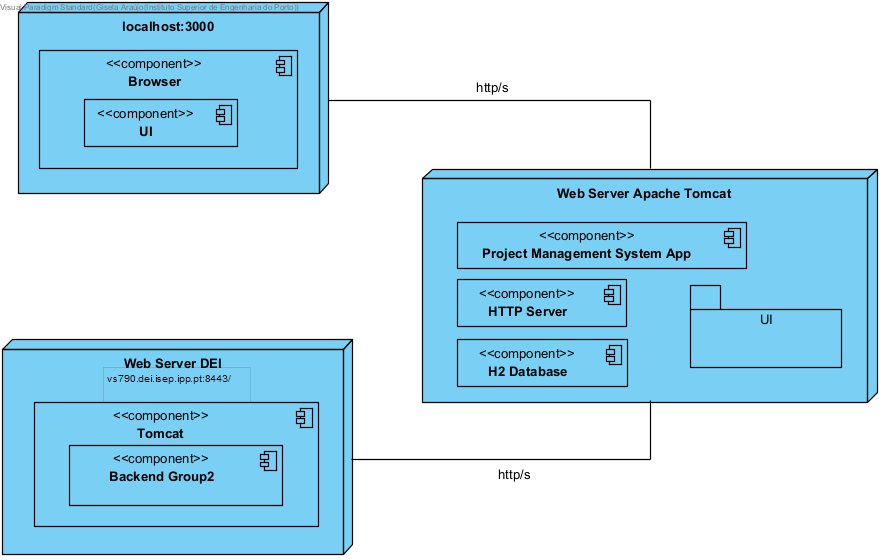 Visual Paradigm Standard(Gisela Araújo(Instituto Superior de Engenharia do Porto))
localhost:3000
<<component>>
Browser
<<component>>
UI
http/s
Web Server Apache Tomcat
<<component>>
Project Management System App
<<component>>
HTTP Server
<<component>>
H2 Database
UI
Web Server DEI
vs790.dei.isep.ipp.pt:8443/
<<component>>
Tomcat
<<component>>
Backend Group2
http/s